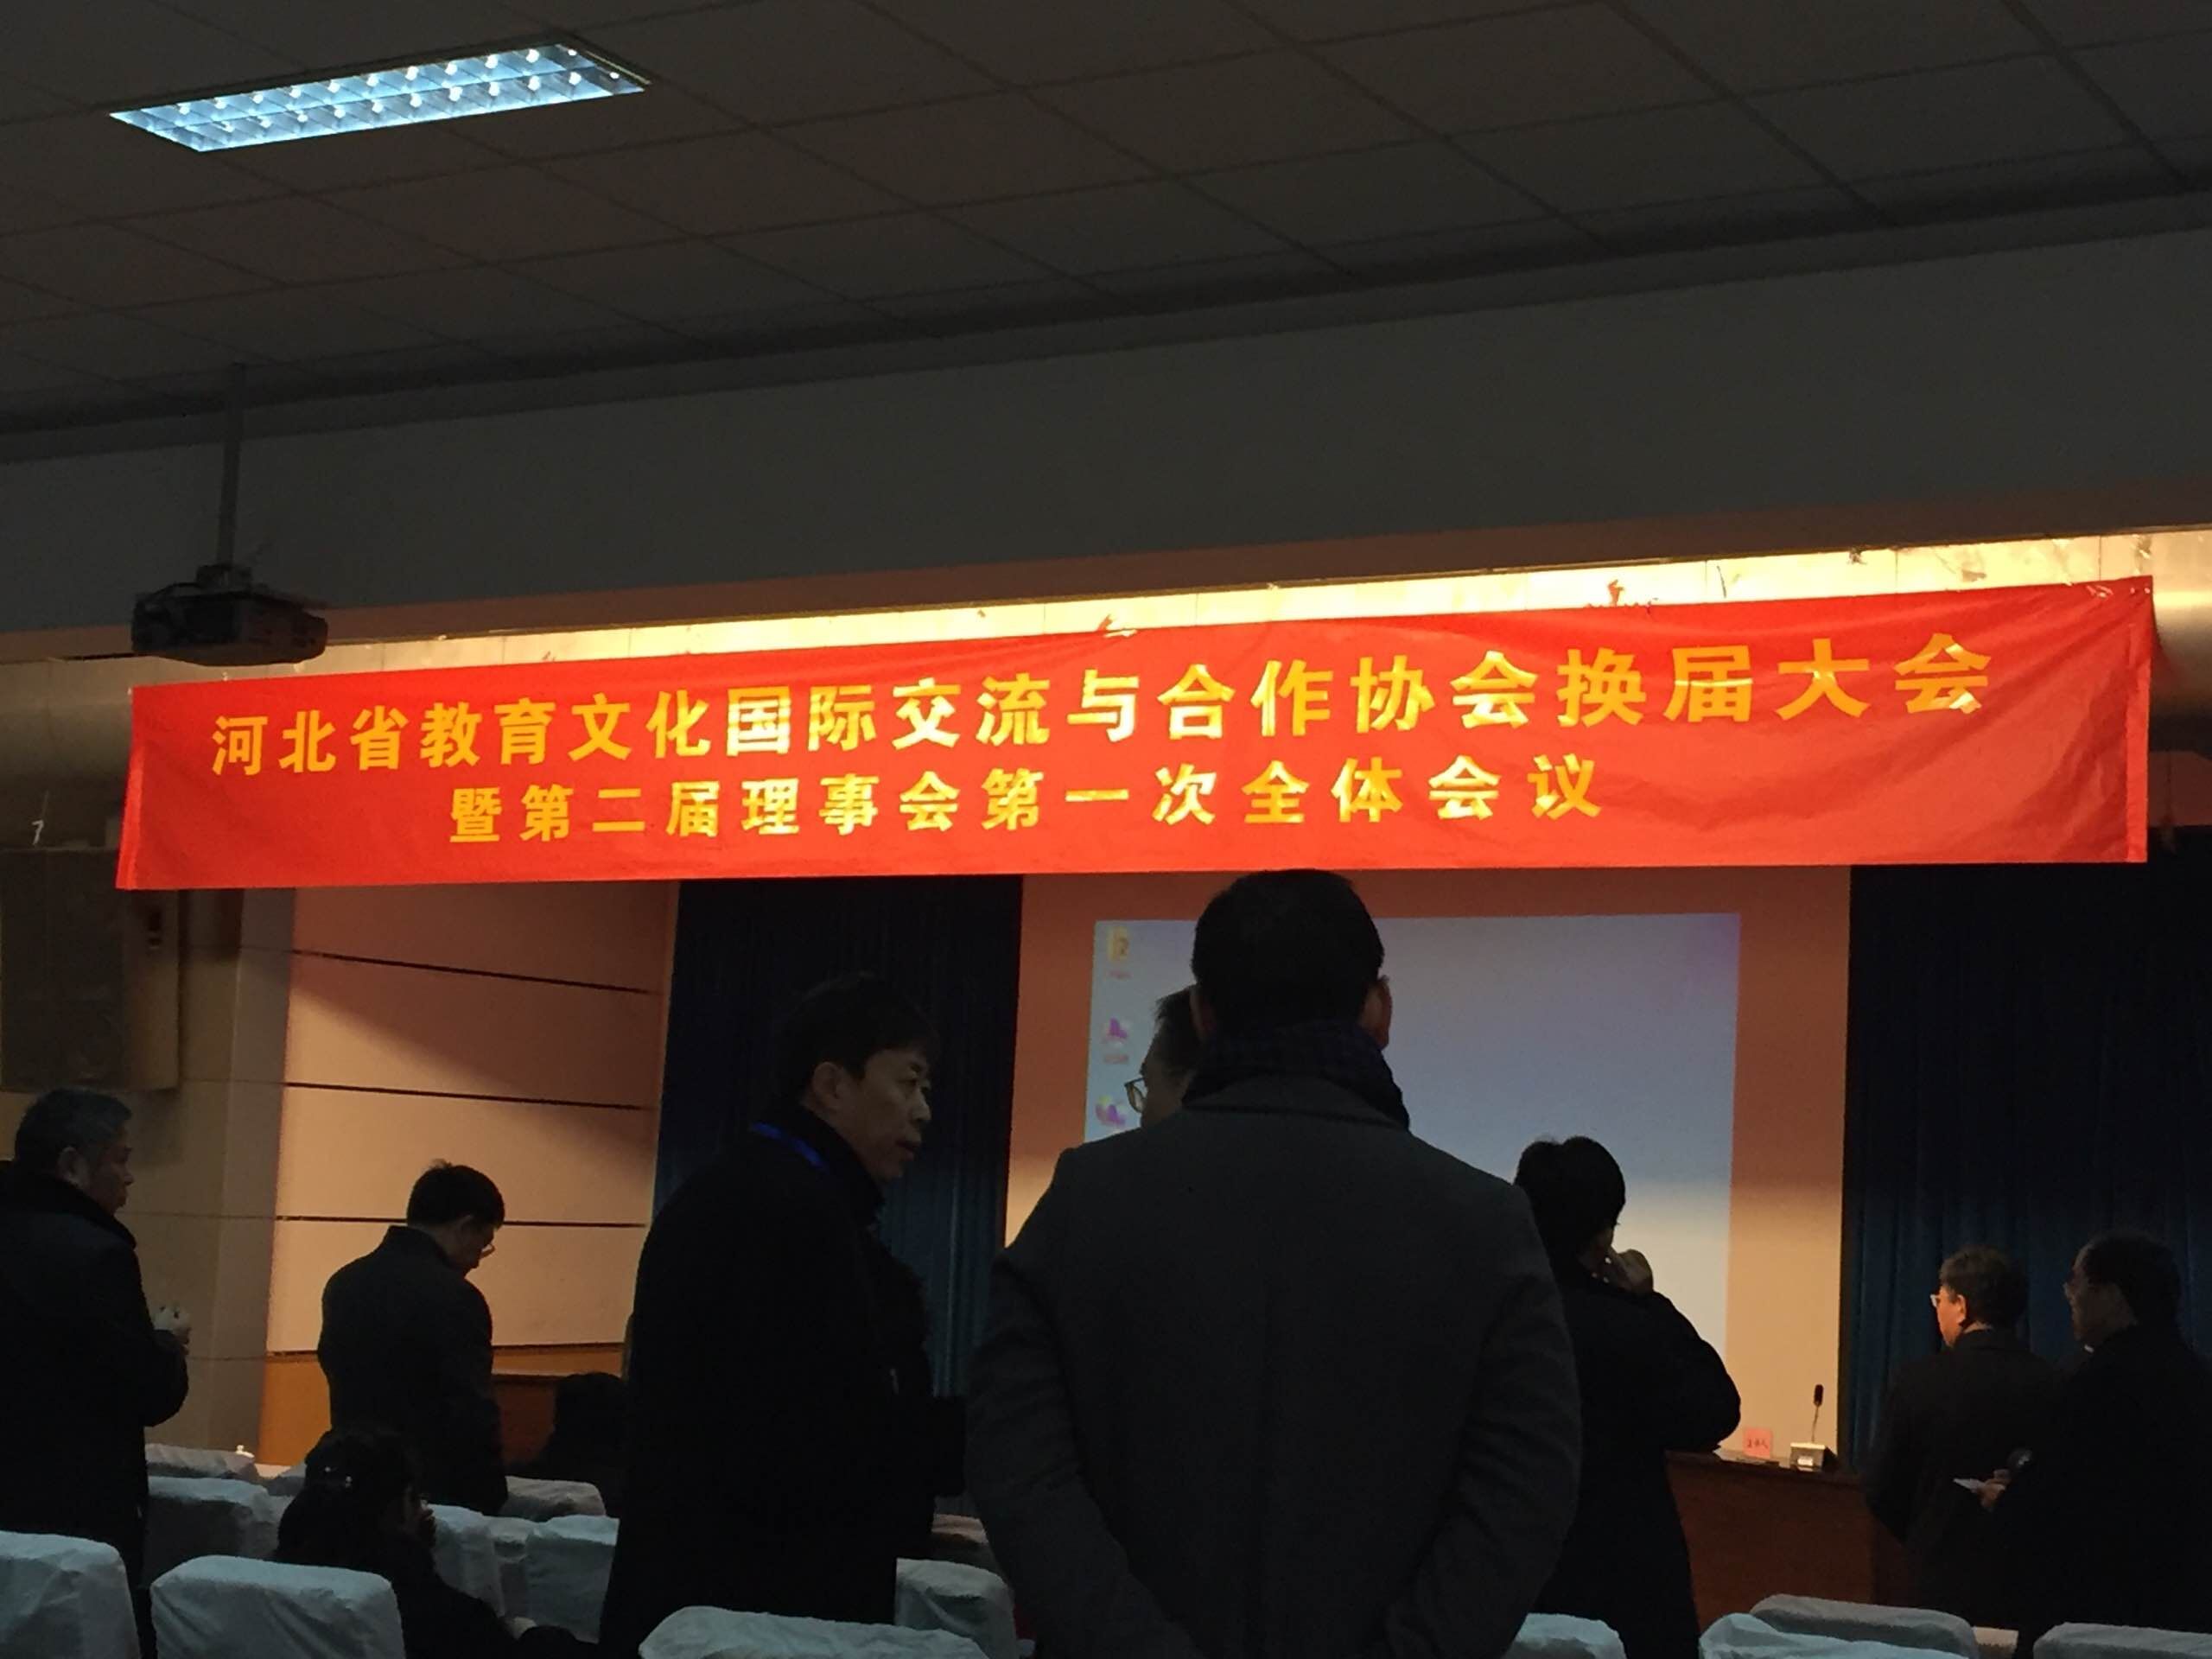 河北省教育文化国际交流与合作协会换届大会
暨第二届理事会第一次全体会议